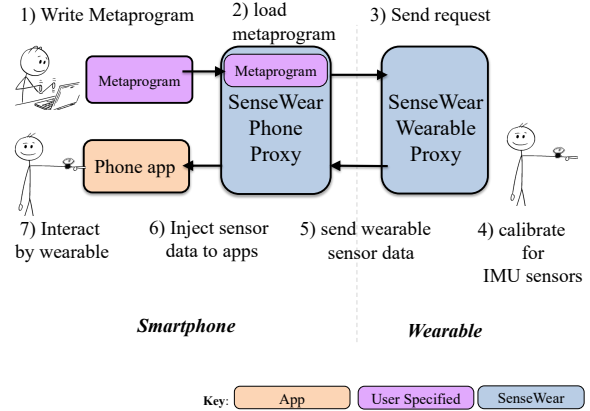 1) Write Metaprogram
2) load
metaprogram
3) Send request
Metaprogram
Metaprogram
SenseWear
Phone
Proxy
SenseWear
Wearable
Proxy
Phone app
7) Interact
by wearable
6) Inject sensor
data to apps
5) send wearable
sensor data
4) calibrate
for
IMU sensors
Smartphone
Wearable
Key:
App
User Specified
SenseWear